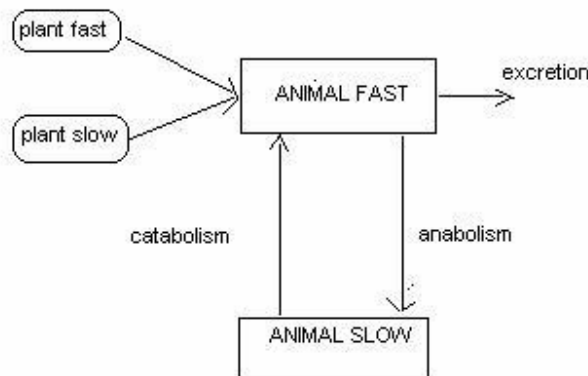 plant fast
ANIMAL FAST
excretion
plant slow
catabolism
anabolism
ANIMAL SLOW